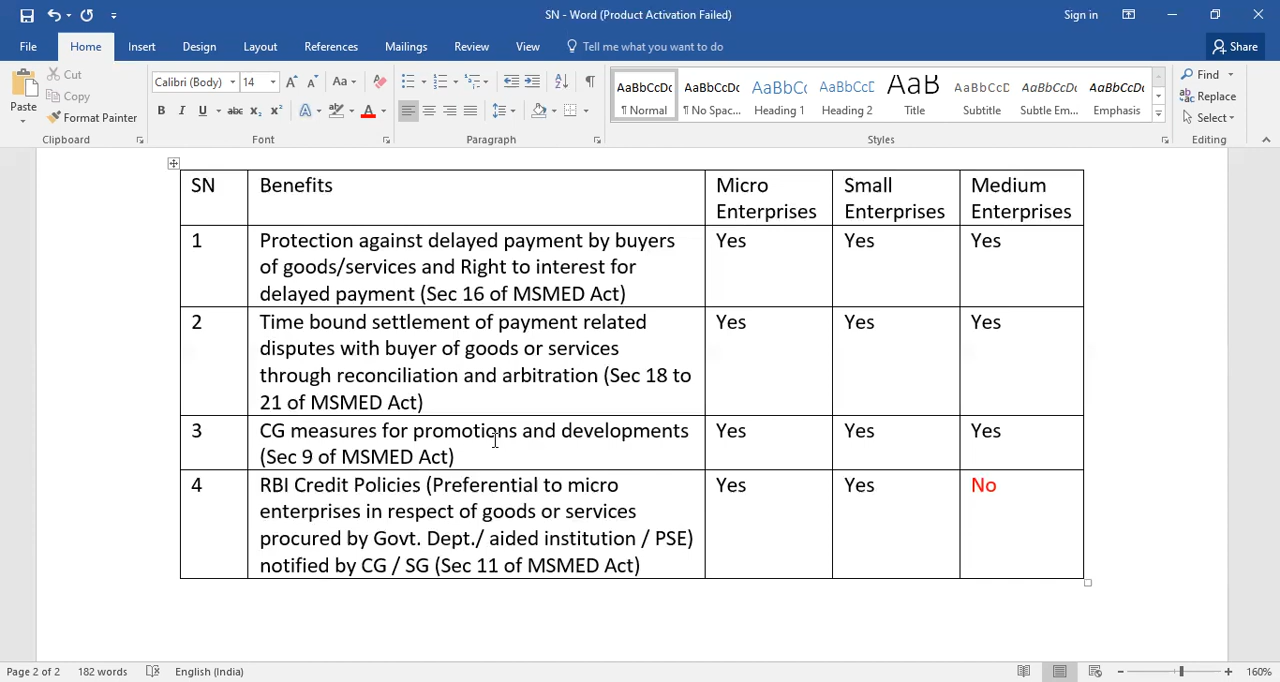 SN - Word (Product Activation Failed)
Sign in
File Home Insert Design Layout References Mailings Review View Tell me what you want to do Share
Paste
Cut
Copy
Format Painter
Clipboard
Calibri (Body) 14
Font
Paragraph
AaBbCcDc ¶ Normal
AaBbCcDc ¶ No Spac...
AaBbCc Heading 1
AaBbCcE Heading 2
AaB Title
AaBbCcD Subtitle
AaBbCcDc Subtle Em...
AaBbCcDc Emphasis
Styles
Find
Replace
Select
Editing
SN Benefits Micro Small Medium
Enterprises Enterprises Enterprises
1 Protection against delayed payment by buyers Yes Yes Yes
of goods/services and Right to interest for
delayed payment (Sec 16 of MSMED Act)
2 Time bound settlement of payment related Yes Yes Yes
disputes with buyer of goods or services
through reconciliation and arbitration (Sec 18 to
21 of MSMED Act)
3 CG measures for promotions and developments Yes Yes Yes
(Sec 9 of MSMED Act)
4 RBI Credit Policies (Preferential to micro Yes Yes No
enterprises in respect of goods or services
procured by Govt. Dept./ aided institution / PSE)
notified by CG / SG (Sec 11 of MSMED Act)
Page 2 of 2 182 words English (India) 160%